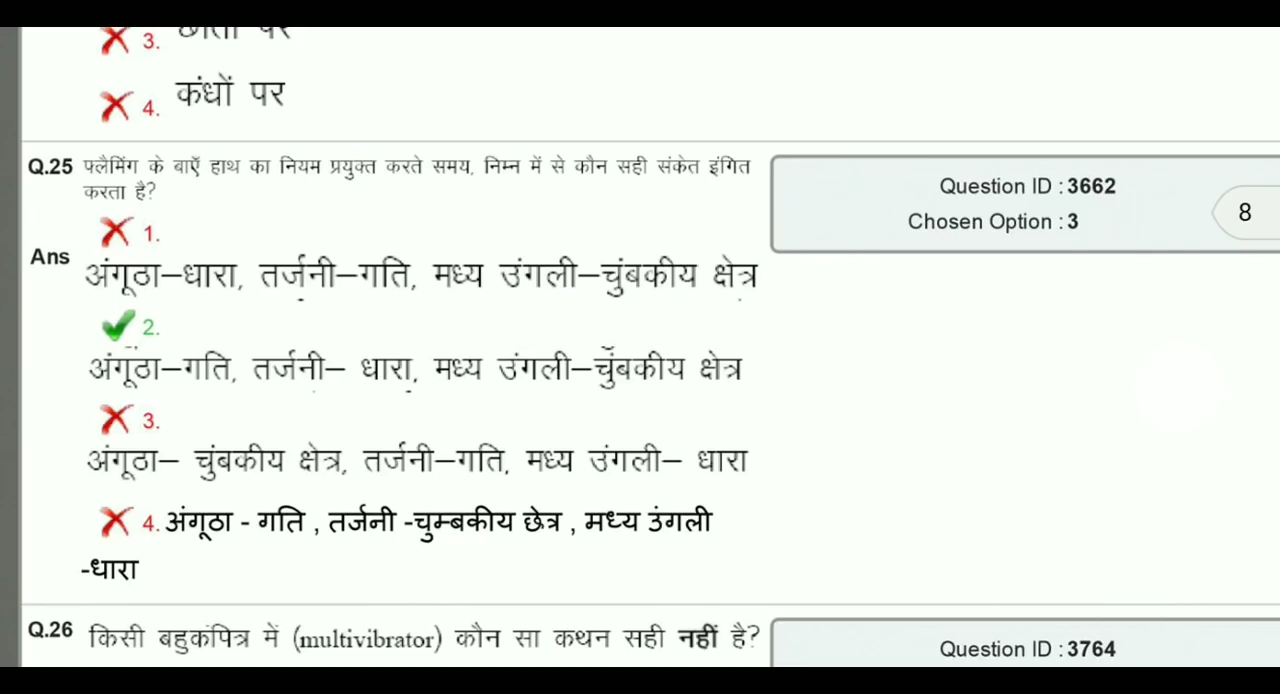 3.
4. कंधों पर
Q.25 फ्लैमिंग के बाएँ हाथ का नियम प्रयुक्त करते समय, निम्न में से कौन सही संकेत इंगित
करता है?
Question ID : 3662
Chosen Option : 3
8
Ans
1.
अंगूठा–धारा, तर्जनी–गति, मध्य उंगली–चुंबकीय क्षेत्र
2.
अंगूठा–गति, तर्जनी– धारा, मध्य उंगली–चुंबकीय क्षेत्र
3.
अंगूठा– चुंबकीय क्षेत्र, तर्जनी–गति, मध्य उंगली– धारा
4. अंगूठा - गति , तर्जनी -चुम्बकीय छेत्र , मध्य उंगली
-धारा
Q.26 किसी बहुकंपित्र में (multivibrator) कौन सा कथन सही नहीं है?
Question ID : 3764